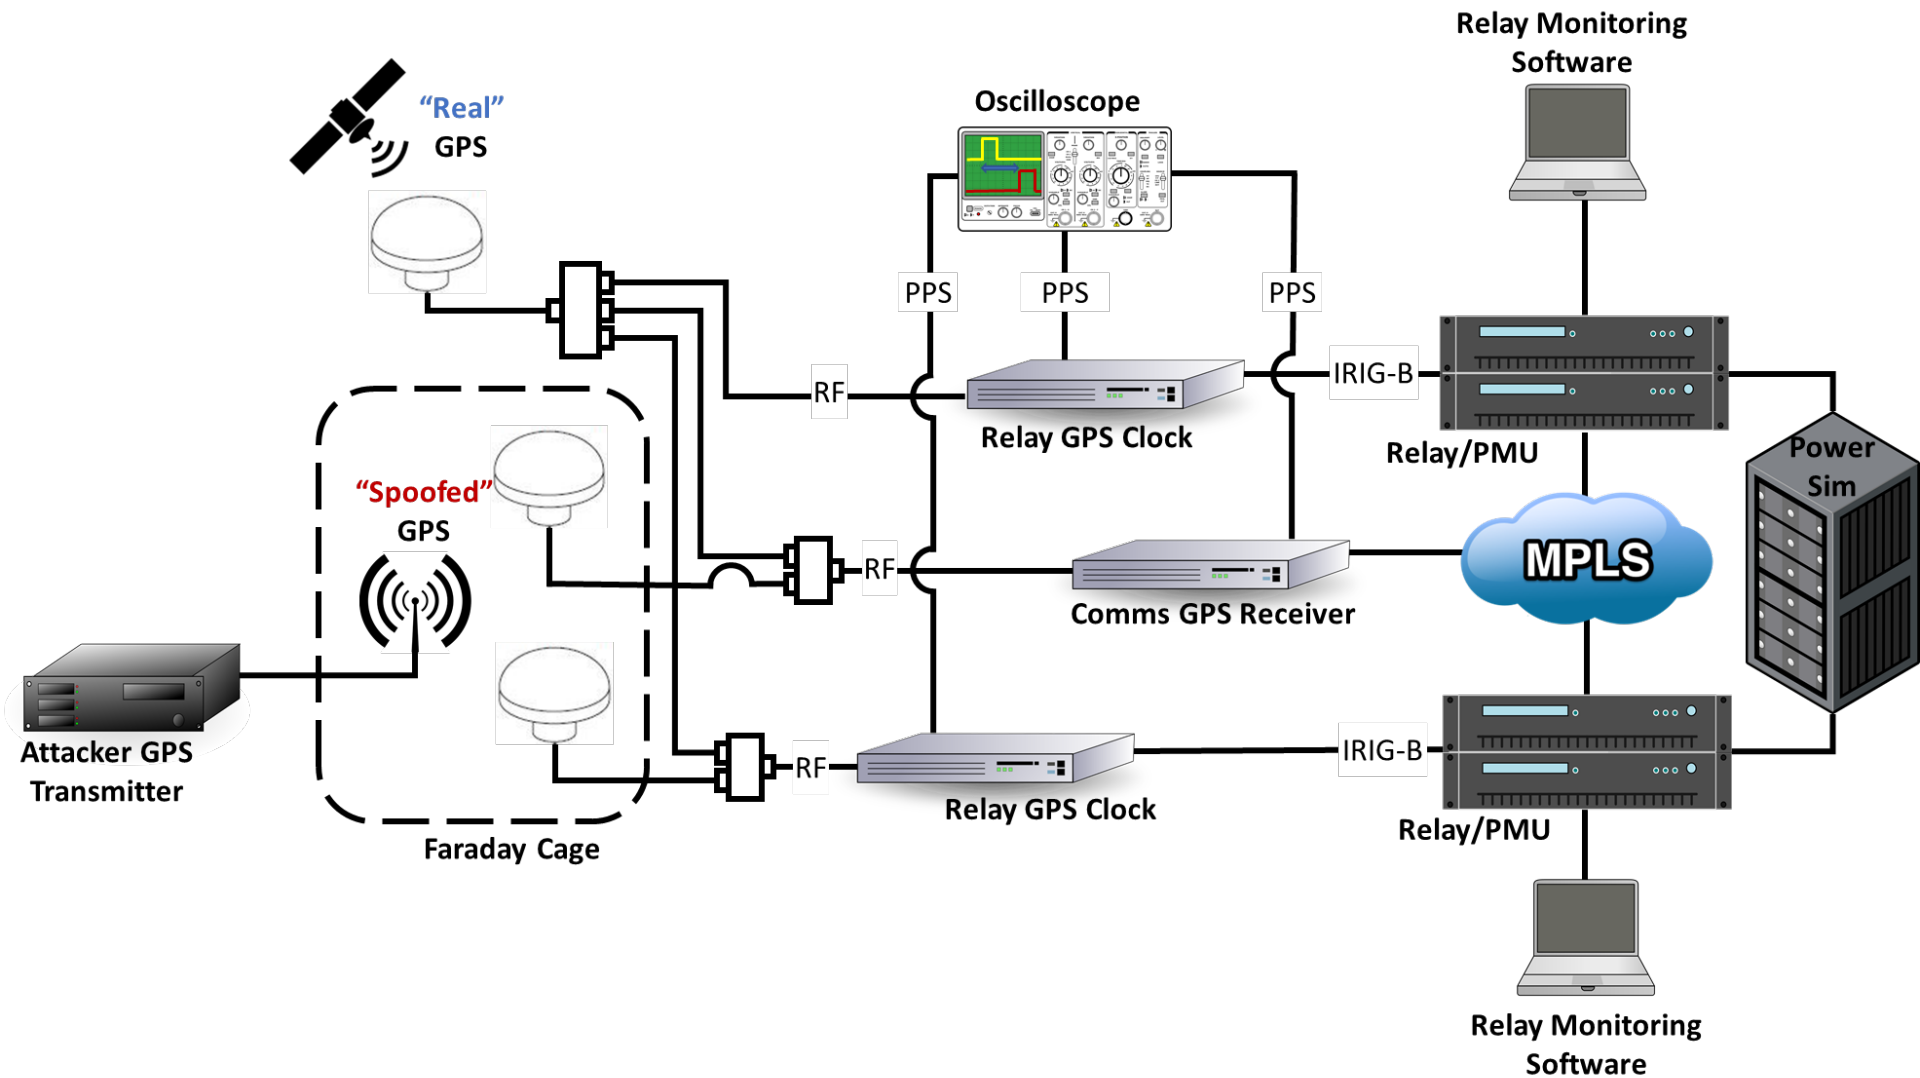 Relay Monitoring
Software
“Real”
GPS
Oscilloscope
PPS
PPS
PPS
RF
IRIG-B
Relay GPS Clock
Relay/PMU
Power
Sim
“Spoofed”
GPS
RF
MPLS
Comms GPS Receiver
Attacker GPS
Transmitter
RF
IRIG-B
Relay GPS Clock
Relay/PMU
Faraday Cage
Relay Monitoring
Software